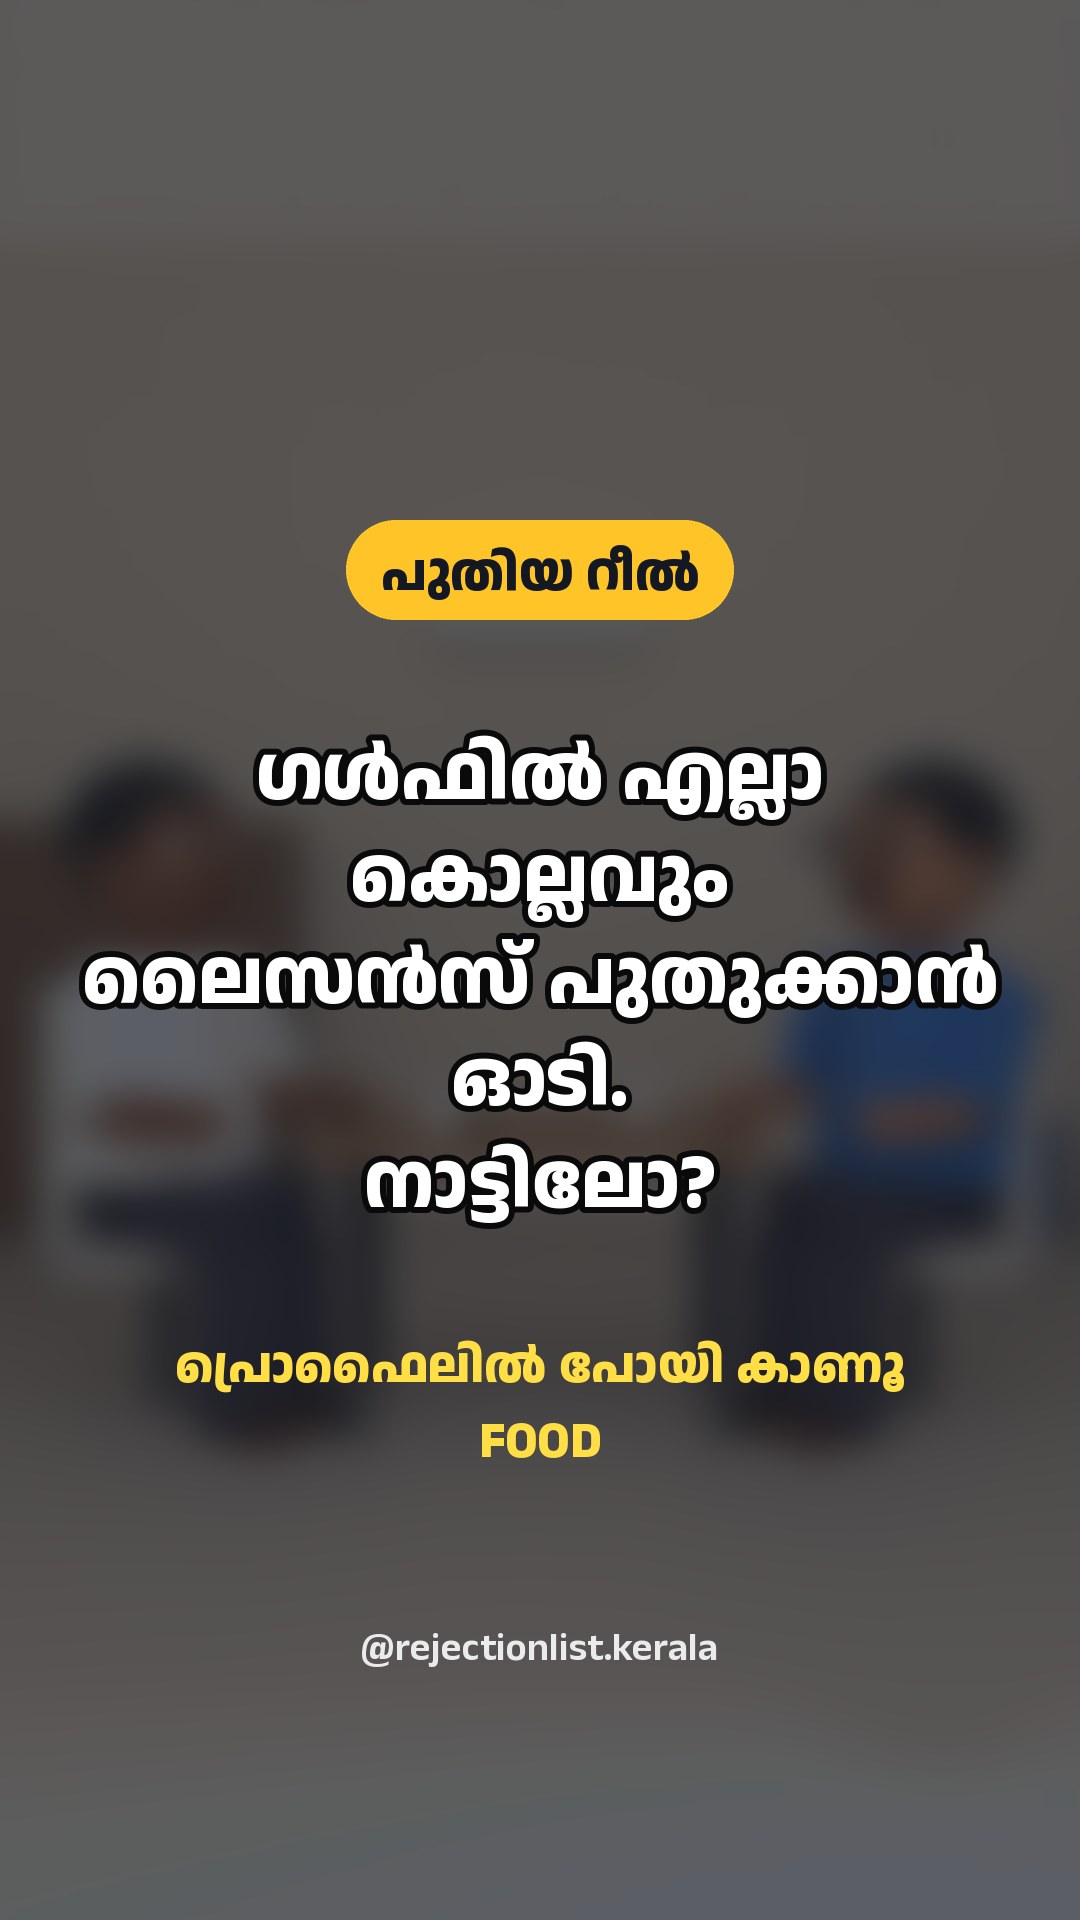 പുതിയ റീൽ
ഗൾഫിൽ എല്ലാ
കൊല്ലവും
ലൈസൻസ് പുതുക്കാൻ
ഓടി.
നാട്ടിലോ?
പ്രൊഫൈലിൽ പോയി കാണൂ
FOOD
@rejectionlist.kerala